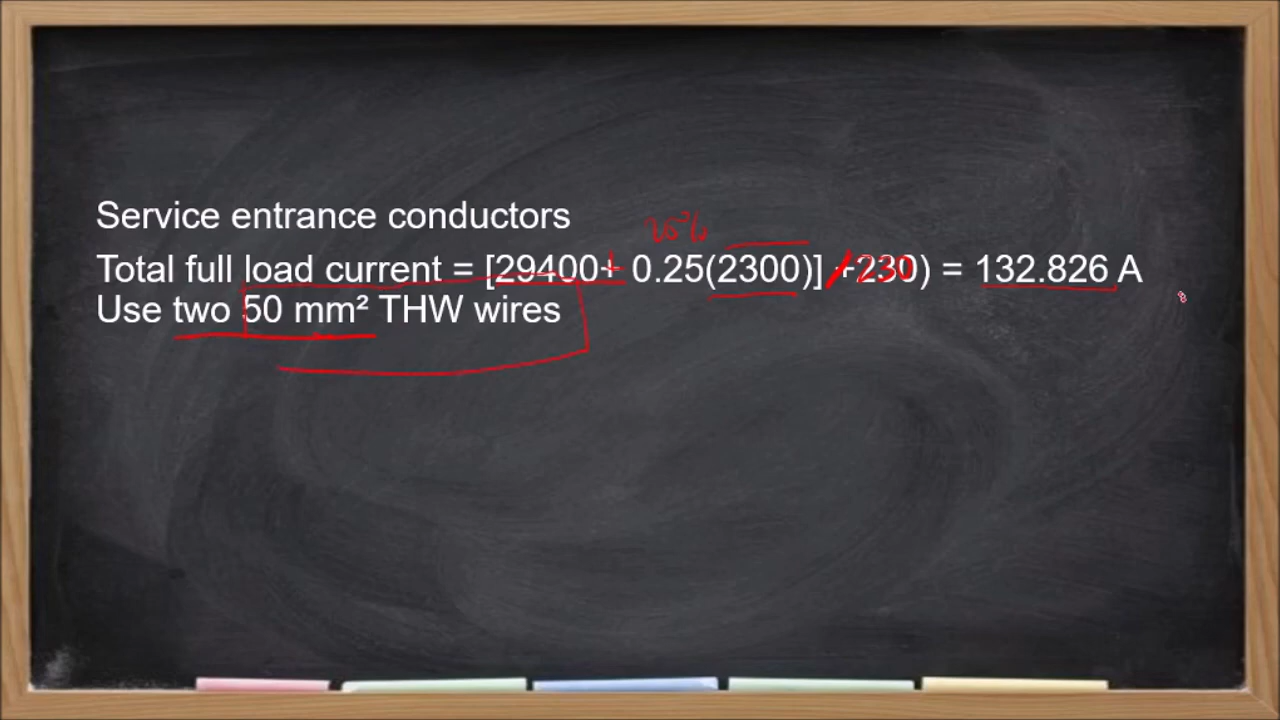 Service entrance conductors
25%
Total full load current = [29400+ 0.25(2300)] /230) = 132.826 A
Use two 50 mm² THW wires